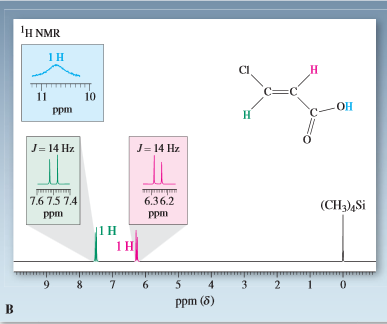 ¹H NMR
1 H
11 10
ppm
Cl H
C=C
H C OH
O
J = 14 Hz
7.6 7.5 7.4
ppm
J = 14 Hz
6.3 6.2
ppm
(CH₃)₄Si
1 H
1 H
9 8 7 6 5 4 3 2 1 0
ppm (δ)
B